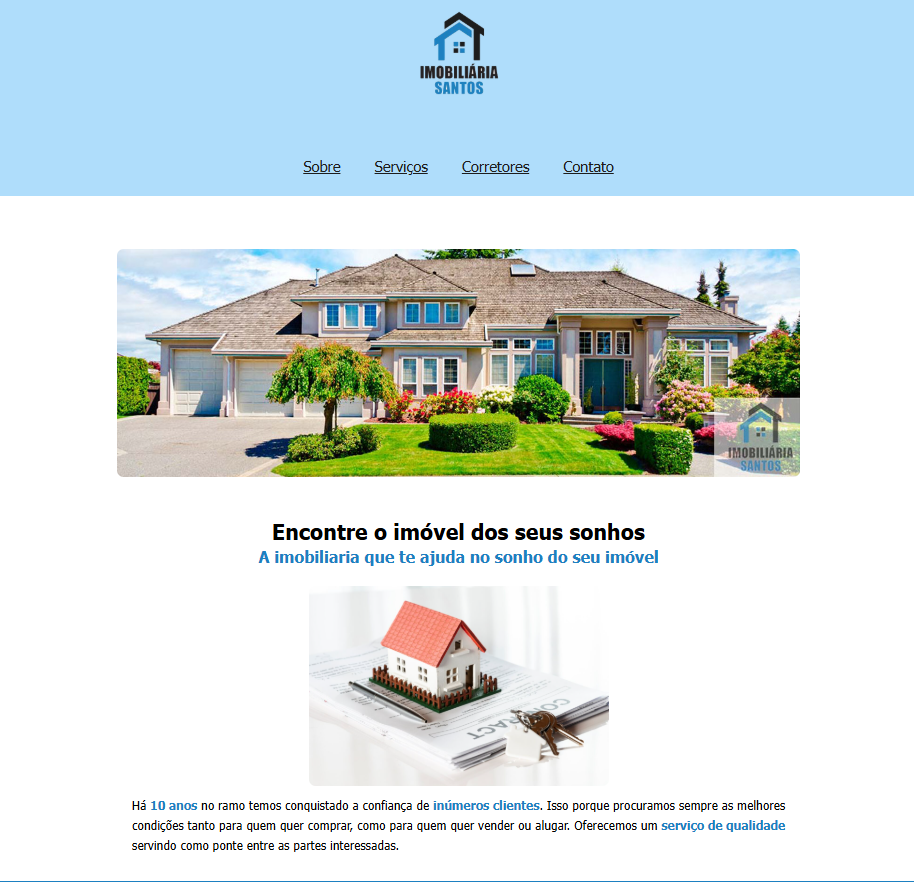 IMOBILIÁRIA
SANTOS
Sobre Serviços Corretores Contato
IMOBILIÁRIA
SANTOS
Encontre o imóvel dos seus sonhos
A imobiliaria que te ajuda no sonho do seu imóvel
CONTRACT
Há 10 anos no ramo temos conquistado a confiança de inúmeros clientes. Isso porque procuramos sempre as melhores
condições tanto para quem quer comprar, como para quem quer vender ou alugar. Oferecemos um serviço de qualidade
servindo como ponte entre as partes interessadas.